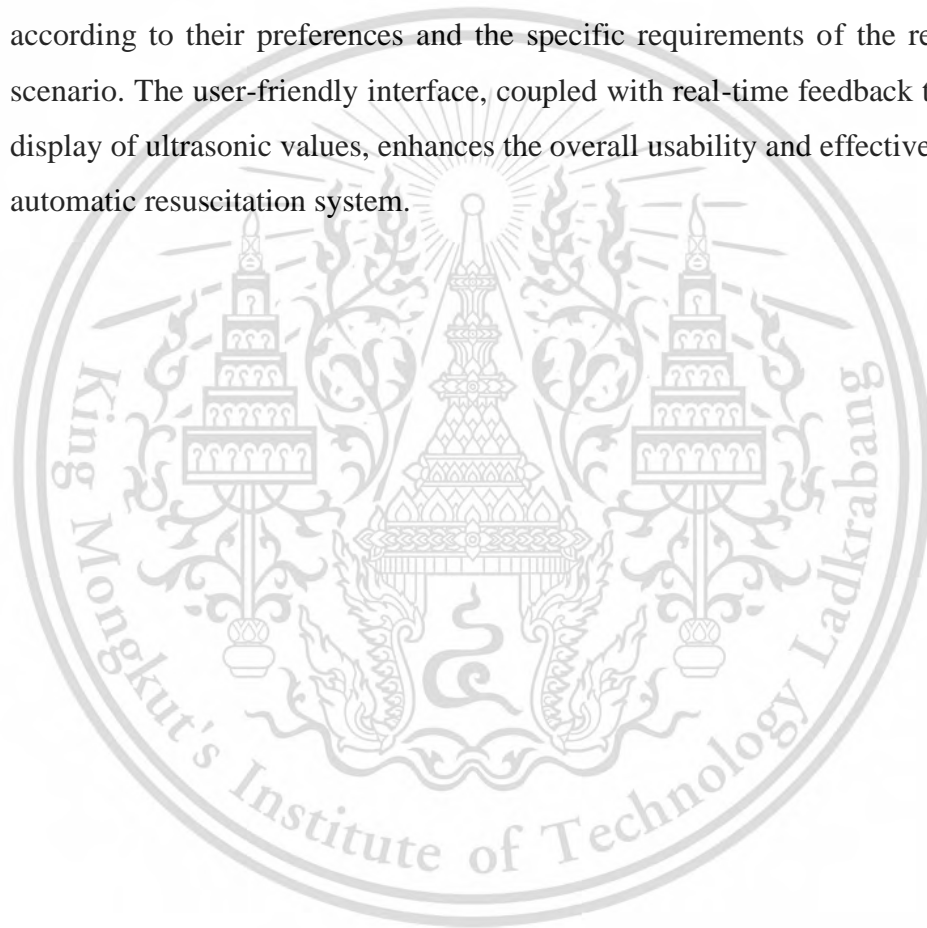 according to their preferences and the specific requirements of the
scenario. The user-friendly interface, coupled with real-time feedback
display of ultrasonic values, enhances the overall usability and
automatic resuscitation system.
King Mongkut's Institute of Technology Ladkrabang